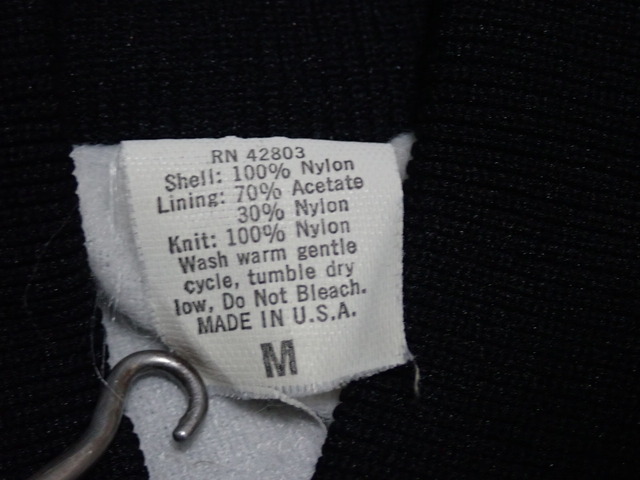 RN 42803
Shell: 100% Nylon
Lining: 70% Acetate
30% Nylon
Knit: 100% Nylon
Wash warm gentle
cycle, tumble dry
low, Do Not Bleach.
MADE IN U.S.A.
M